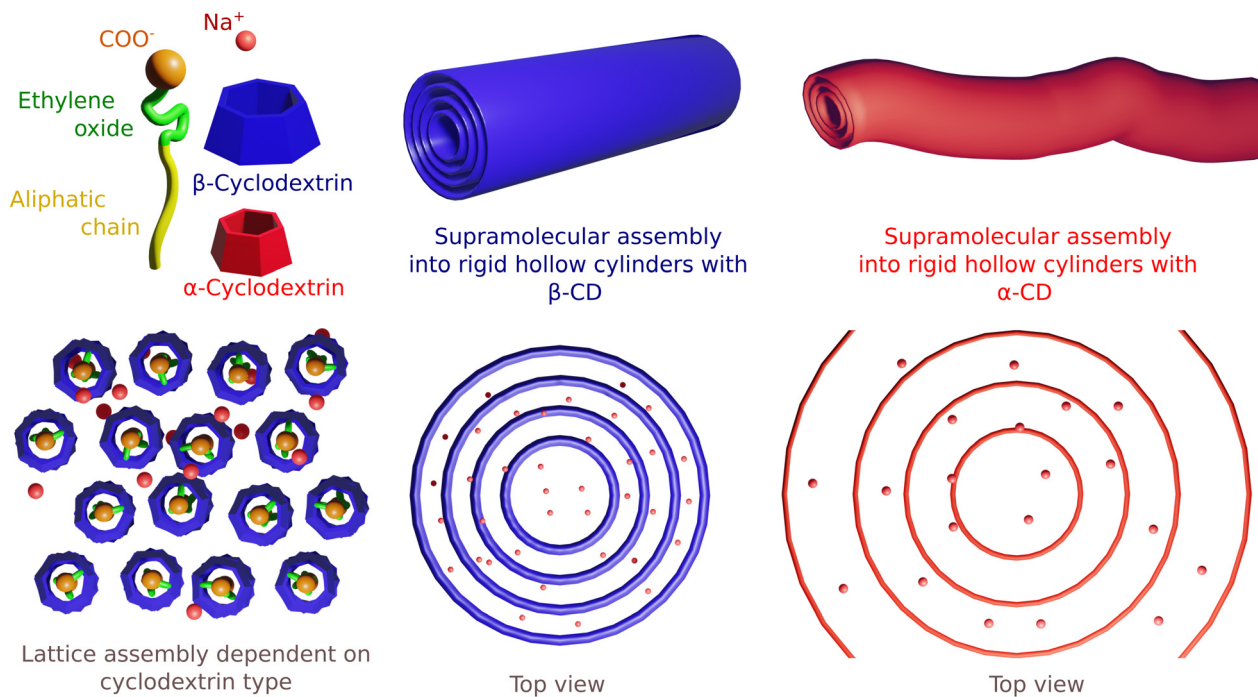 COO⁻
Na⁺
Ethylene
oxide
β-Cyclodextrin
Aliphatic
chain
α-Cyclodextrin
Supramolecular assembly
into rigid hollow cylinders with
β-CD
Supramolecular assembly
into rigid hollow cylinders with
α-CD
Lattice assembly dependent on
cyclodextrin type
Top view
Top view